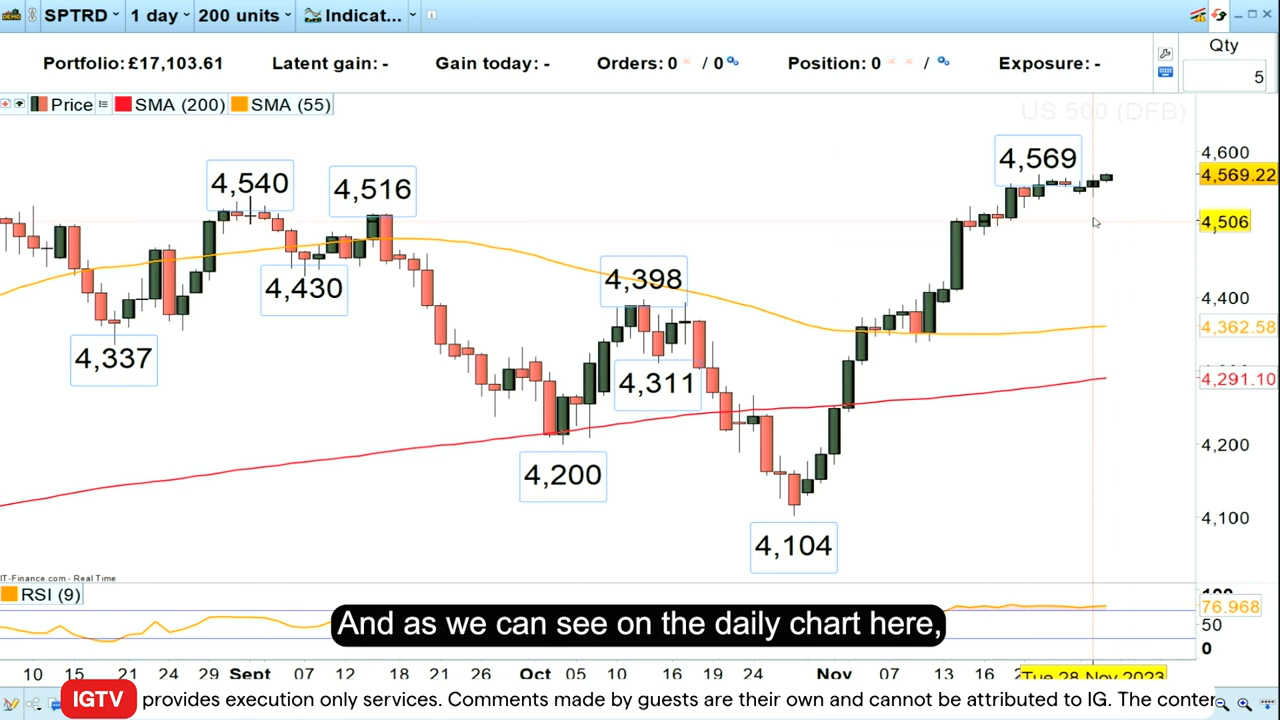 SPTRD 1 day 200 units Indicat...
Portfolio: £17,103.61 Latent gain: - Gain today: - Orders: 0 / 0 Position: 0 / Exposure: - Qty
5
Price SMA (200) SMA (55)
US 500 (DFB)
4,600
4,569
4,569.22
4,540
4,516
4,506
4,398
4,430
4,400
4,362.58
4,337
4,311
4,291.10
4,200
4,200
4,100
4,104
IT-Finance.com - Real Time
RSI (9)
100
76.968
50
0
And as we can see on the daily chart here,
10 15 21 24 29 Sept 07 12 18 21 26 Oct 05 10 16 19 24 Nov 07 13 16 Tue 28 Nov 2023
IGTV provides execution only services. Comments made by guests are their own and cannot be attributed to IG. The conter